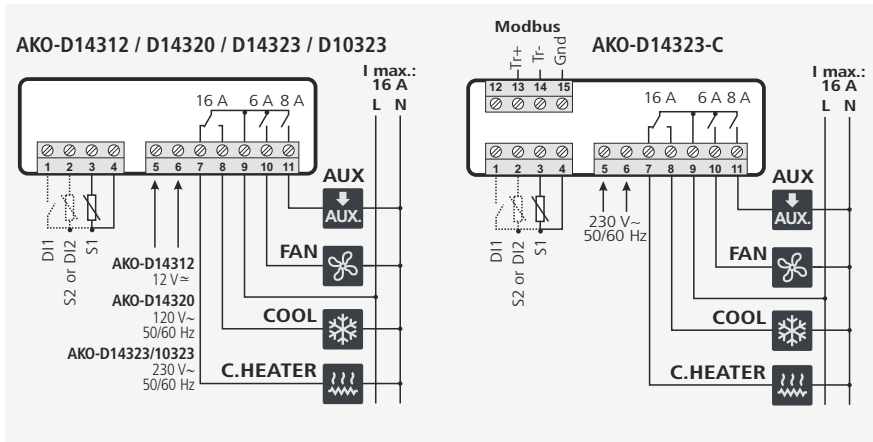 AKO-D14312 / D14320 / D14323 / D10323
I max.:
16 A
L N
16 A 6 A 8 A
1 2 3 4 5 6 7 8 9 10 11
DI1
S2 or DI2
S1
AKO-D14312
12 V≂
AKO-D14320
120 V~
50/60 Hz
AKO-D14323/10323
230 V~
50/60 Hz
AUX
AUX.
FAN
COOL
C.HEATER
Modbus
AKO-D14323-C
Tr+
Tr-
Gnd
I max.:
16 A
L N
12 13 14 15
16 A 6 A 8 A
1 2 3 4 5 6 7 8 9 10 11
DI1
S2 or DI2
S1
230 V~
50/60 Hz
AUX
AUX.
FAN
COOL
C.HEATER